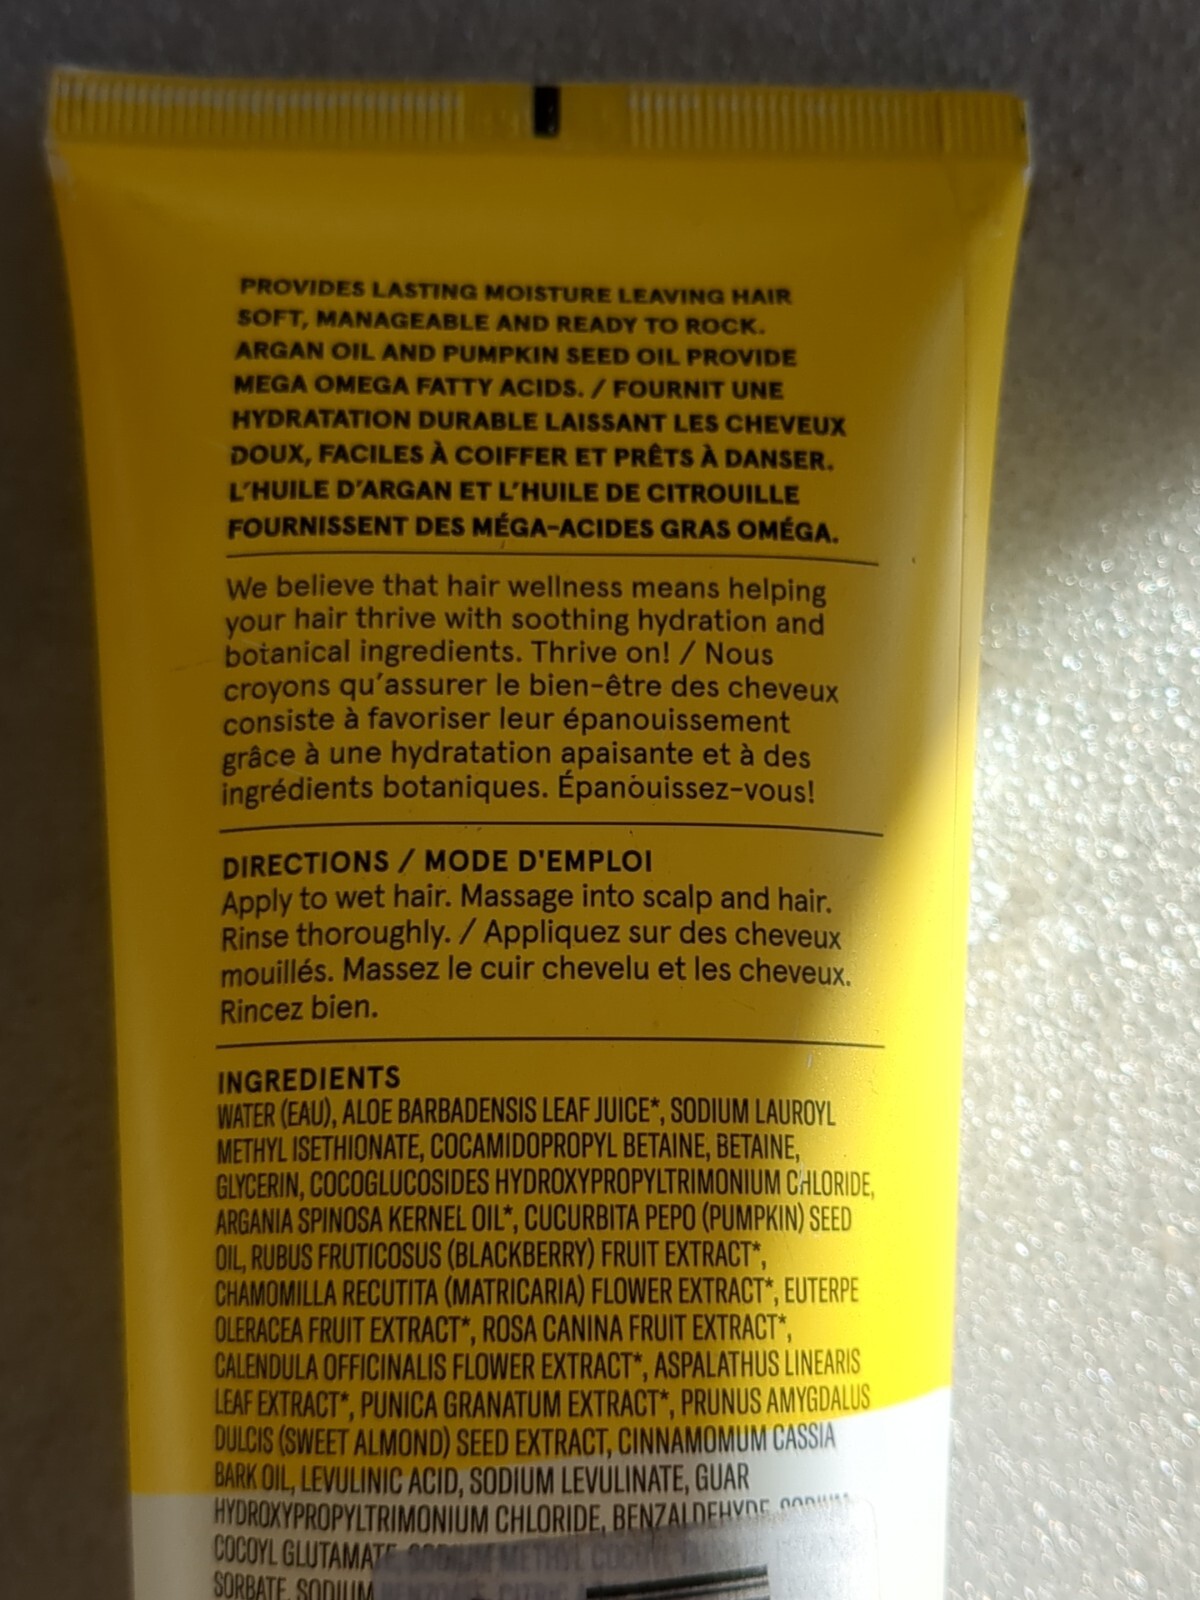 PROVIDES LASTING MOISTURE LEAVING HAIR
SOFT, MANAGEABLE AND READY TO ROCK.
ARGAN OIL AND PUMPKIN SEED OIL PROVIDE
MEGA OMEGA FATTY ACIDS. / FOURNIT UNE
HYDRATATION DURABLE LAISSANT LES CHEVEUX
DOUX, FACILES À COIFFER ET PRÊTS À DANSER.
L'HUILE D'ARGAN ET L'HUILE DE CITROUILLE
FOURNISSENT DES MÉGA-ACIDES GRAS OMÉGA.
We believe that hair wellness means helping
your hair thrive with soothing hydration and
botanical ingredients. Thrive on! / Nous
croyons qu'assurer le bien-être des cheveux
consiste à favoriser leur épanouissement
grâce à une hydratation apaisante et à des
ingrédients botaniques. Épanouissez-vous!
DIRECTIONS / MODE D'EMPLOI
Apply to wet hair. Massage into scalp and hair.
Rinse thoroughly. / Appliquez sur des cheveux
mouillés. Massez le cuir chevelu et les cheveux.
Rincez bien.
INGREDIENTS
WATER (EAU), ALOE BARBADENSIS LEAF JUICE*, SODIUM LAUROYL
METHYL ISETHIONATE, COCAMIDOPROPYL BETAINE, BETAINE,
GLYCERIN, COCOGLUCOSIDES HYDROXYPROPYLTRIMONIUM CHLORIDE,
ARGANIA SPINOSA KERNEL OIL*, CUCURBITA PEPO (PUMPKIN) SEED
OIL, RUBUS FRUTICOSUS (BLACKBERRY) FRUIT EXTRACT*,
CHAMOMILLA RECUTITA (MATRICARIA) FLOWER EXTRACT*, EUTERPE
OLERACEA FRUIT EXTRACT*, ROSA CANINA FRUIT EXTRACT*,
CALENDULA OFFICINALIS FLOWER EXTRACT*, ASPALATHUS LINEARIS
LEAF EXTRACT*, PUNICA GRANATUM EXTRACT*, PRUNUS AMYGDALUS
DULCIS (SWEET ALMOND) SEED EXTRACT, CINNAMOMUM CASSIA
BARK OIL, LEVULINIC ACID, SODIUM LEVULINATE, GUAR
HYDROXYPROPYLTRIMONIUM CHLORIDE, BENZALDEHYDE, SODIUM
COCOYL GLUTAMATE, SODIUM METHYL
SORBATE, SODIUM